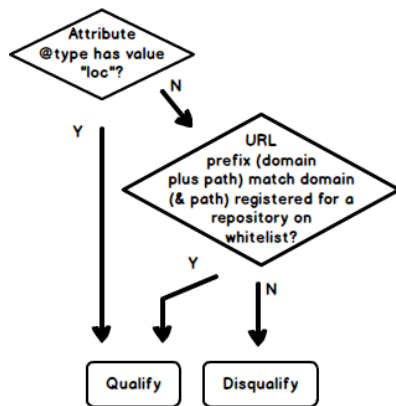 Attribute
@type has value
"loc"?
N
Y
URL
prefix (domain
plus path) match domain
(& path) registered for a
repository on
whitelist?
Y
N
Qualify
Disqualify